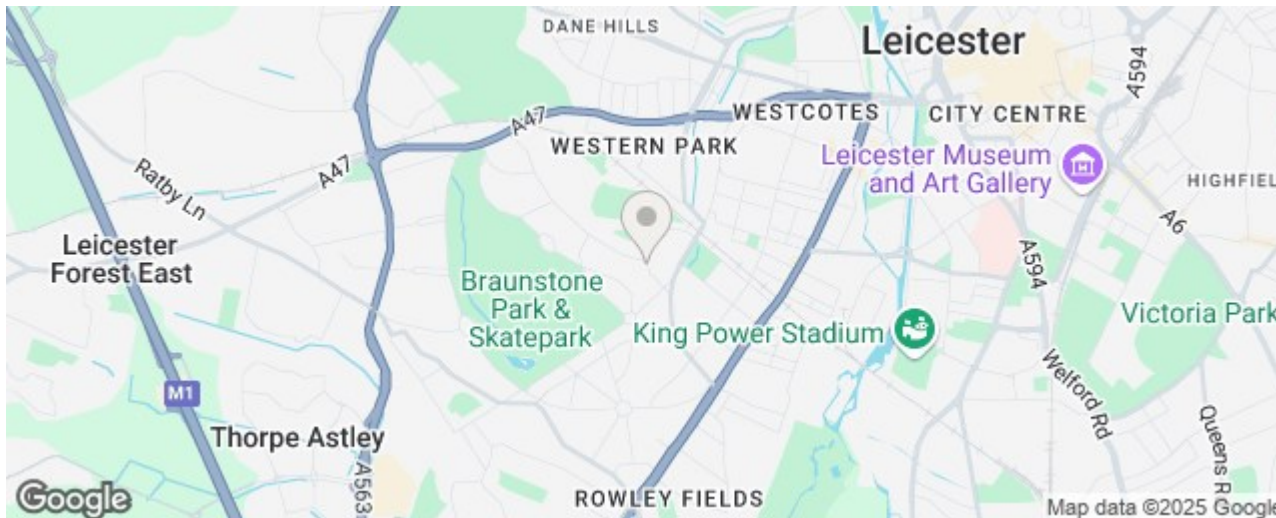 DANE HILLS
Leicester
A594
A47
WESTCOTES
CITY CENTRE
WESTERN PARK
Leicester Museum
and Art Gallery
A47
Ratby Ln
HIGHFIEL
A6
Leicester
Forest East
A594
Braunstone
Park &
Skatepark
King Power Stadium
Victoria Park
M1
Welford Rd
Thorpe Astley
Queens R
A563
ROWLEY FIELDS
Google
Map data ©2025 Google